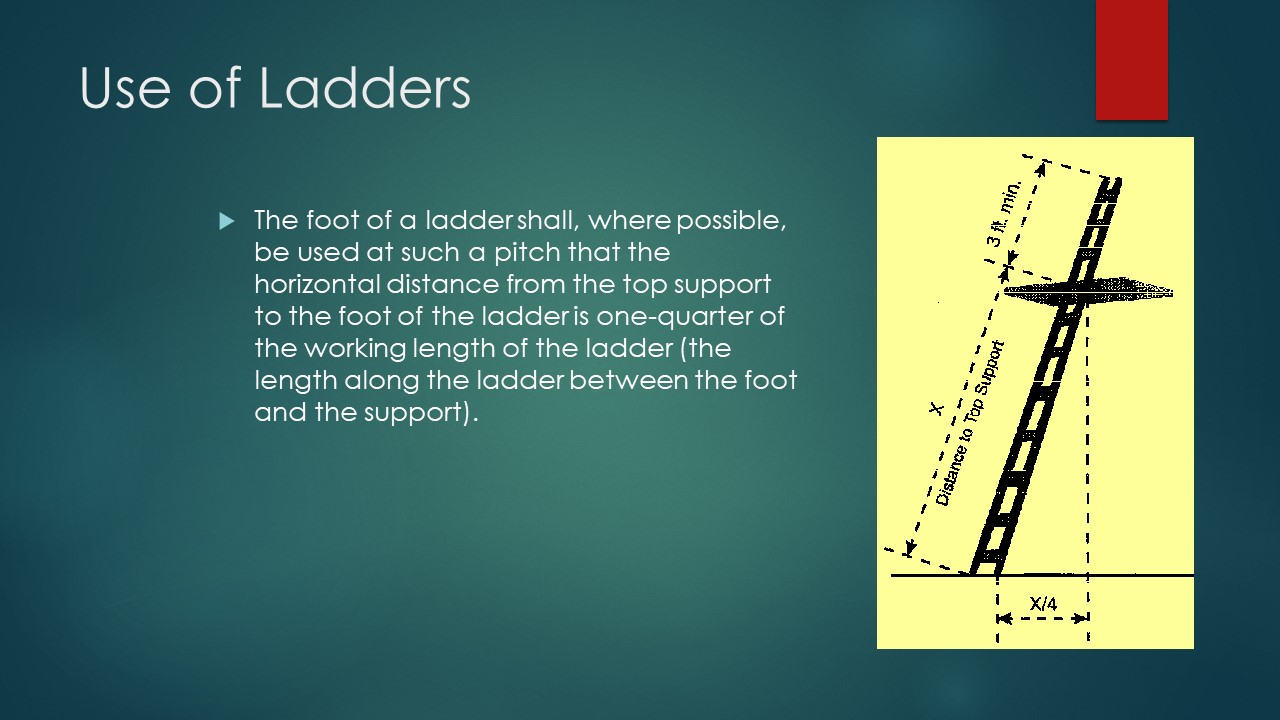 Use of Ladders
The foot of a ladder shall, where possible,
be used at such a pitch that the
horizontal distance from the top support
to the foot of the ladder is one-quarter of
the working length of the ladder (the
length along the ladder between the foot
and the support).
3 ft. min.
X
Distance to Top Support
X/4